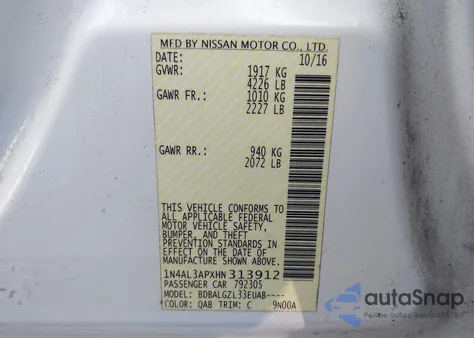 MFD BY NISSAN MOTOR CO., LTD.
DATE: 10/16
GVWR: 1917 KG
4226 LB
GAWR FR.: 1010 KG
2227 LB
GAWR RR.: 940 KG
2072 LB
THIS VEHICLE CONFORMS TO
ALL APPLICABLE FEDERAL
MOTOR VEHICLE SAFETY,
BUMPER, AND THEFT
PREVENTION STANDARDS IN
EFFECT ON THE DATE OF
MANUFACTURE SHOWN ABOVE.
1N4AL3APXHN313912
PASSENGER CAR 792305
MODEL: BDBALGZL33EUAB----
COLOR: QAB TRIM: C 9N00A
autoSnap